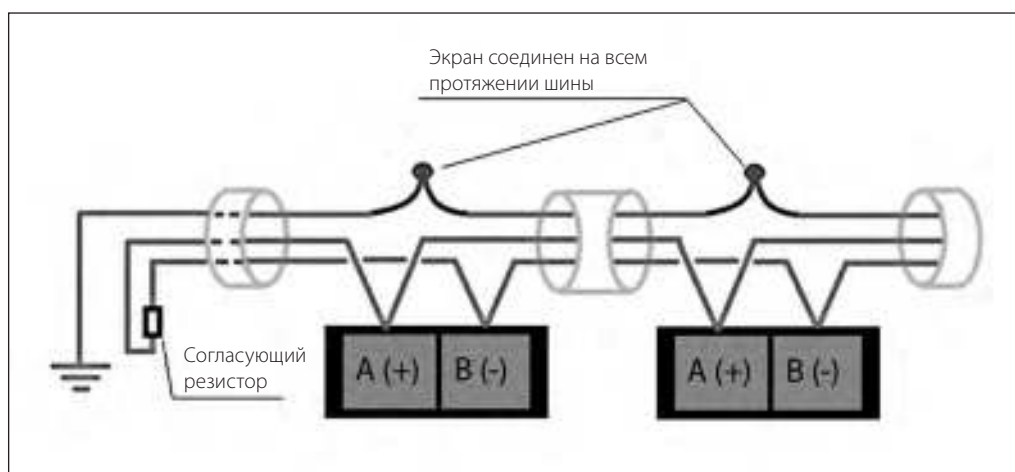 Экран соединен на всем
протяжении шины
Согласующий
резистор
A (+) B (-)
A (+) B (-)